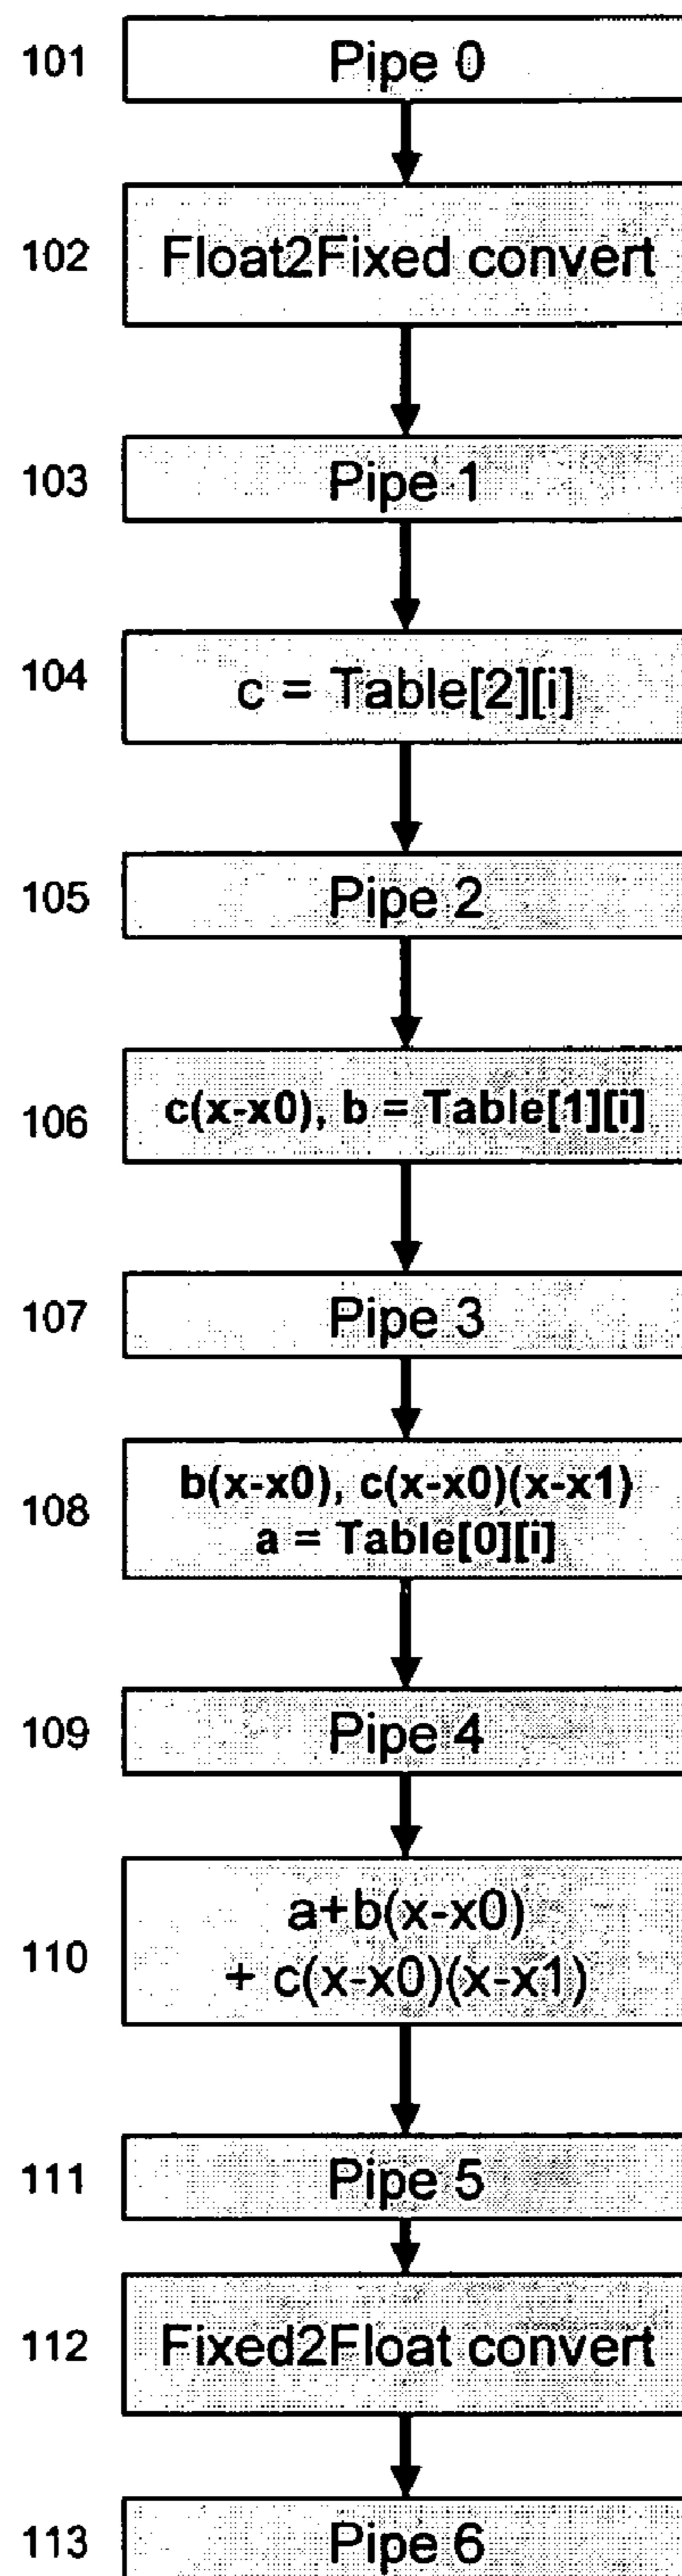 101 Pipe 0
102 Float2Fixed convert
103 Pipe 1
104 c = Table[2][i]
105 Pipe 2
106 c(x-x0), b = Table[1][i]
107 Pipe 3
108 b(x-x0), c(x-x0)(x-x1)
a = Table[0][i]
109 Pipe 4
110 a+b(x-x0)
+ c(x-x0)(x-x1)
111 Pipe 5
112 Fixed2Float convert
113 Pipe 6